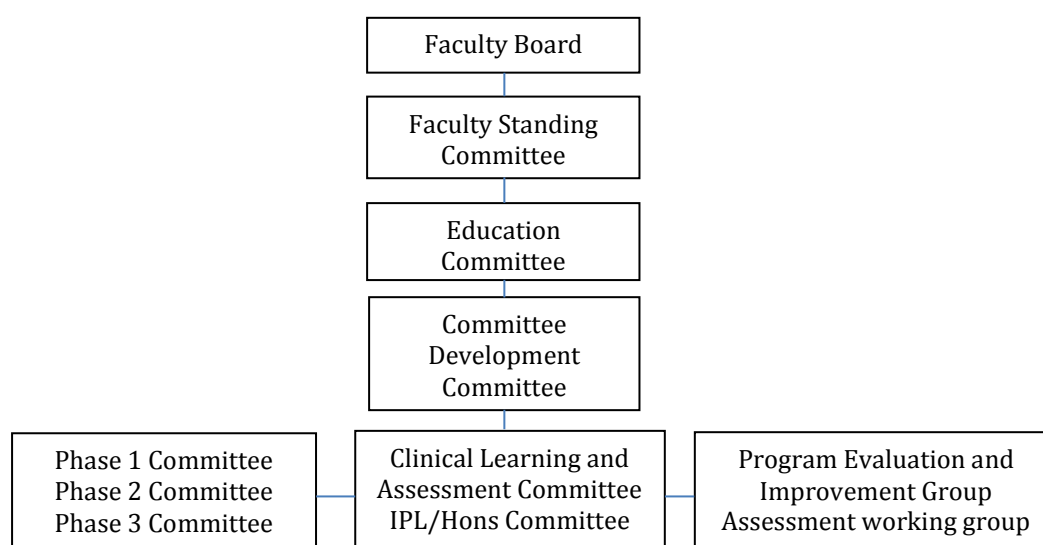 Faculty Board
Faculty Standing
Committee
Education
Committee
Committee
Development
Committee
Phase 1 Committee
Phase 2 Committee
Phase 3 Committee
Clinical Learning and
Assessment Committee
IPL/Hons Committee
Program Evaluation and
Improvement Group
Assessment working group